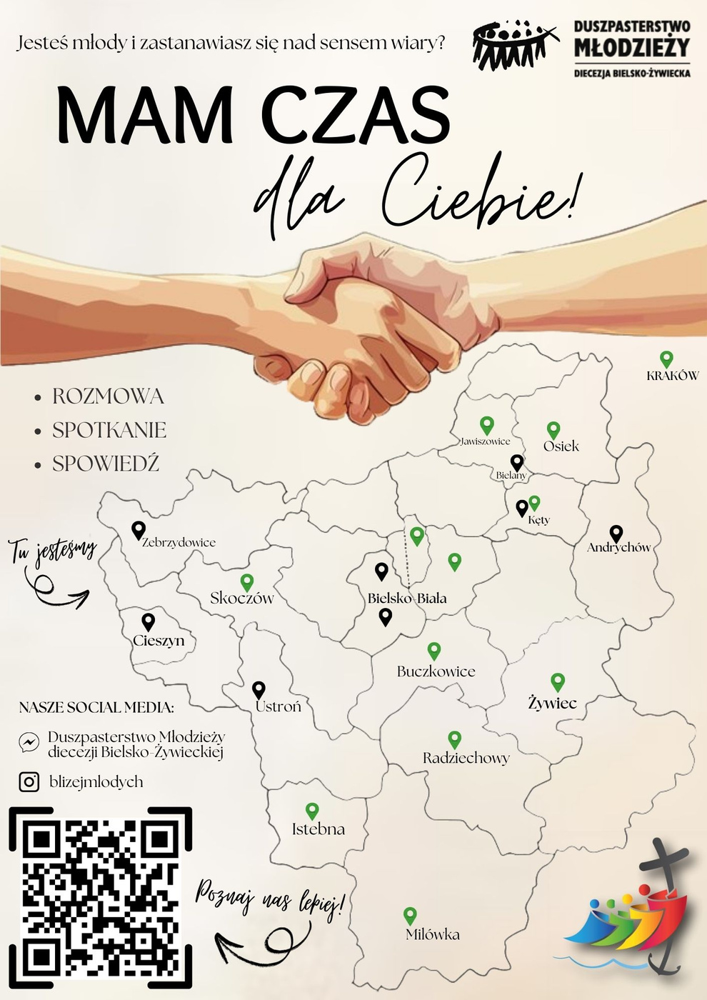 Jesteś młody i zastanawiasz się nad sensem wiary?
DUSZPASTERSTWO
MŁODZIEŻY
DIECEZJA BIELSKO-ŻYWIECKA
MAM CZAS
dla Ciebie!
KRAKÓW
• ROZMOWA
• SPOTKANIE
• SPOWIEDŹ
Jawiszowice
Osiek
Bielany
Kęty
Zebrzydowice
Andrychów
Tu jesteśmy
Skoczów
Bielsko-Biała
Cieszyn
Buczkowice
Żywiec
Ustroń
NASZE SOCIAL MEDIA:
Duszpasterstwo Młodzieży
diecezji Bielsko-Żywieckiej
blizejmlodych
Radziechowy
Istebna
Poznaj nas lepiej!
Milówka